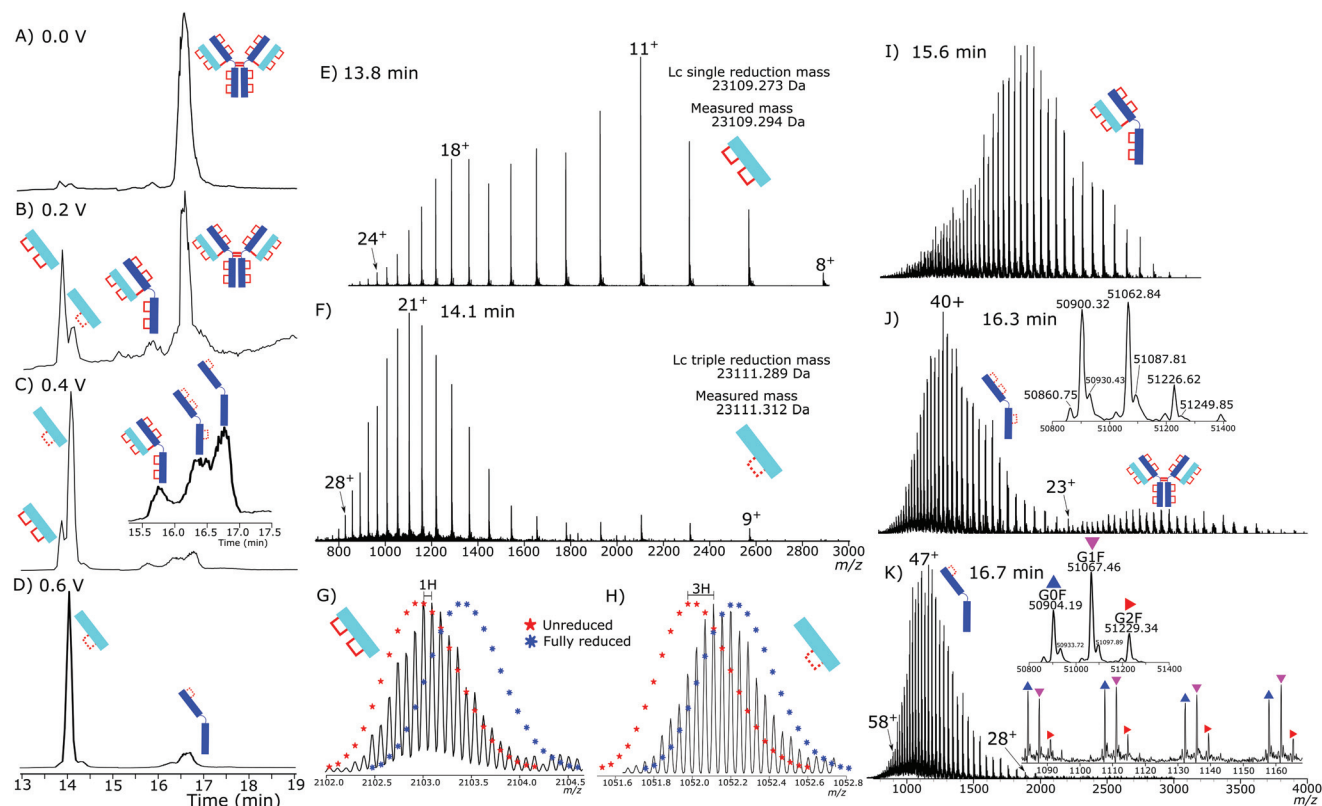 A) 0.0 V
B) 0.2 V
C) 0.4 V
15.5 16.0 16.5 17.0 17.5
Time (min)
D) 0.6 V
13 14 15 16 17 18 19
Time (min)
E) 13.8 min
11+
Lc single reduction mass
23109.273 Da
Measured mass
23109.294 Da
18+
24+
8+
F)
21+
14.1 min
Lc triple reduction mass
23111.289 Da
Measured mass
23111.312 Da
28+
9+
800 1000 1200 1400 1600 1800 2000 2200 2400 2600 2800 3000
m/z
G)
1H
Unreduced
Fully reduced
2102.0 2102.5 2103.0 2103.5 2104.0 2104.5
m/z
H)
3H
1051.6 1051.8 1052.0 1052.2 1052.4 1052.6 1052.8
m/z
I) 15.6 min
J) 40+ 16.3 min
50900.32
51062.84
51087.81
50930.43
51226.62
50860.75
51249.85
50800 51000 51200 51400
23+
K) 47+ 16.7 min
G1F
51067.46
G0F
50904.19
G2F
51229.34
50933.72
51097.89
50800 51000 51200 51400
58+
28+
1090 1100 1110 1120 1130 1140 1150 1160
1000 1500 2000 2500 3000 3500 4000
m/z